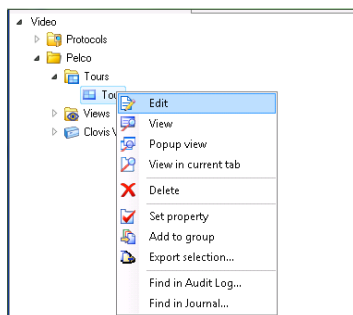 Video
Protocols
Pelco
Tours
Views
Clovis
Edit
View
Popup view
View in current tab
Delete
Set property
Add to group
Export selection...
Find in Audit Log...
Find in Journal...